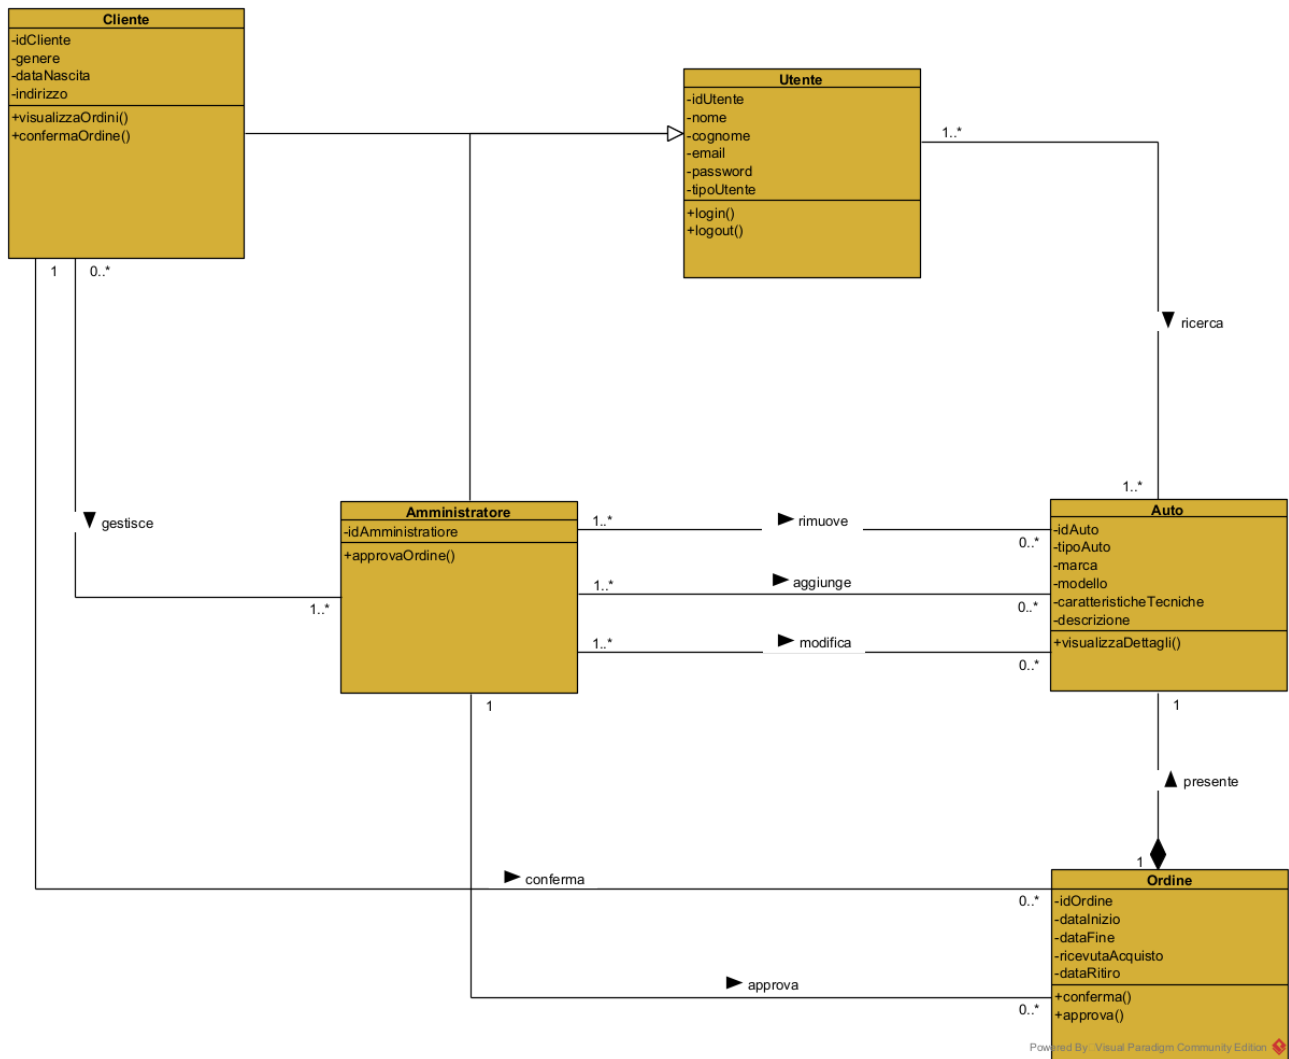 Cliente
-idCliente
-genere
-dataNascita
-indirizzo
+visualizzaOrdini()
+confermaOrdine()
Utente
-idUtente
-nome
-cognome
-email
-password
-tipoUtente
+login()
+logout()
1..*
1
0..*
ricerca
1..*
gestisce
1..*
Amministratore
-idAmministratiore
+approvaOrdine()
1..*
rimuove
0..*
1..*
aggiunge
0..*
1..*
modifica
0..*
Auto
-idAuto
-tipoAuto
-marca
-modello
-caratteristicheTecniche
-descrizione
+visualizzaDettagli()
1
1
presente
1
conferma
0..*
Ordine
-idOrdine
-dataInizio
-dataFine
-ricevutaAcquisto
-dataRitiro
+conferma()
+approva()
approva
0..*
Powered By Visual Paradigm Community Edition